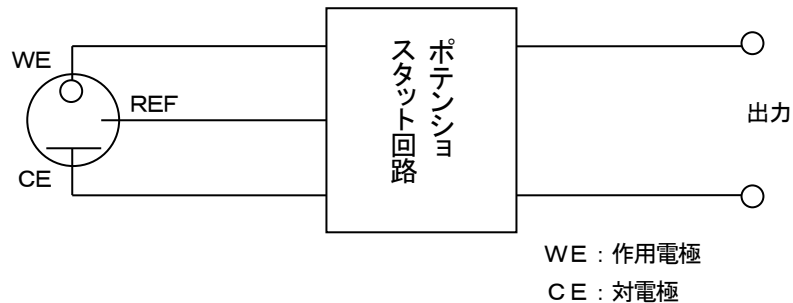 WE
REF
CE
ポテンショ
スタット回路
出力
WE：作用電極
CE：対電極